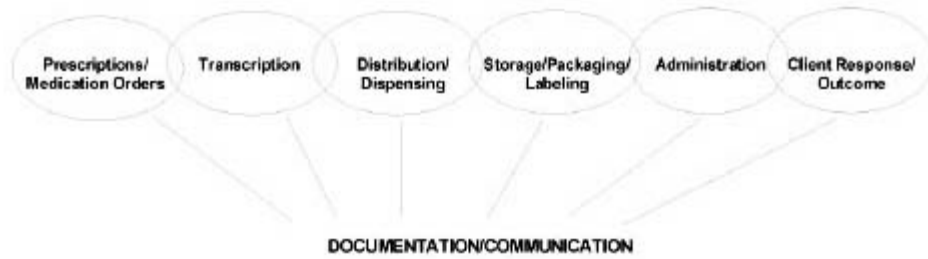 Prescriptions/
Medication Orders
Transcription
Distribution/
Dispensing
Storage/Packaging/
Labeling
Administration
Client Response/
Outcome
DOCUMENTATION/COMMUNICATION